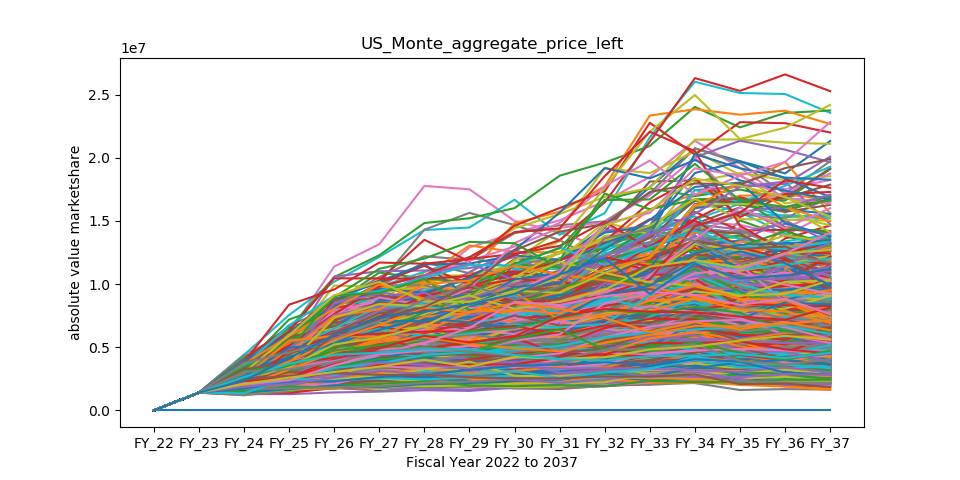 US_Monte_aggregate_price_left
1e7
absolute value marketshare
2.5
2.0
1.5
1.0
0.5
0.0
FY_22 FY_23 FY_24 FY_25 FY_26 FY_27 FY_28 FY_29 FY_30 FY_31 FY_32 FY_33 FY_34 FY_35 FY_36 FY_37
Fiscal Year 2022 to 2037